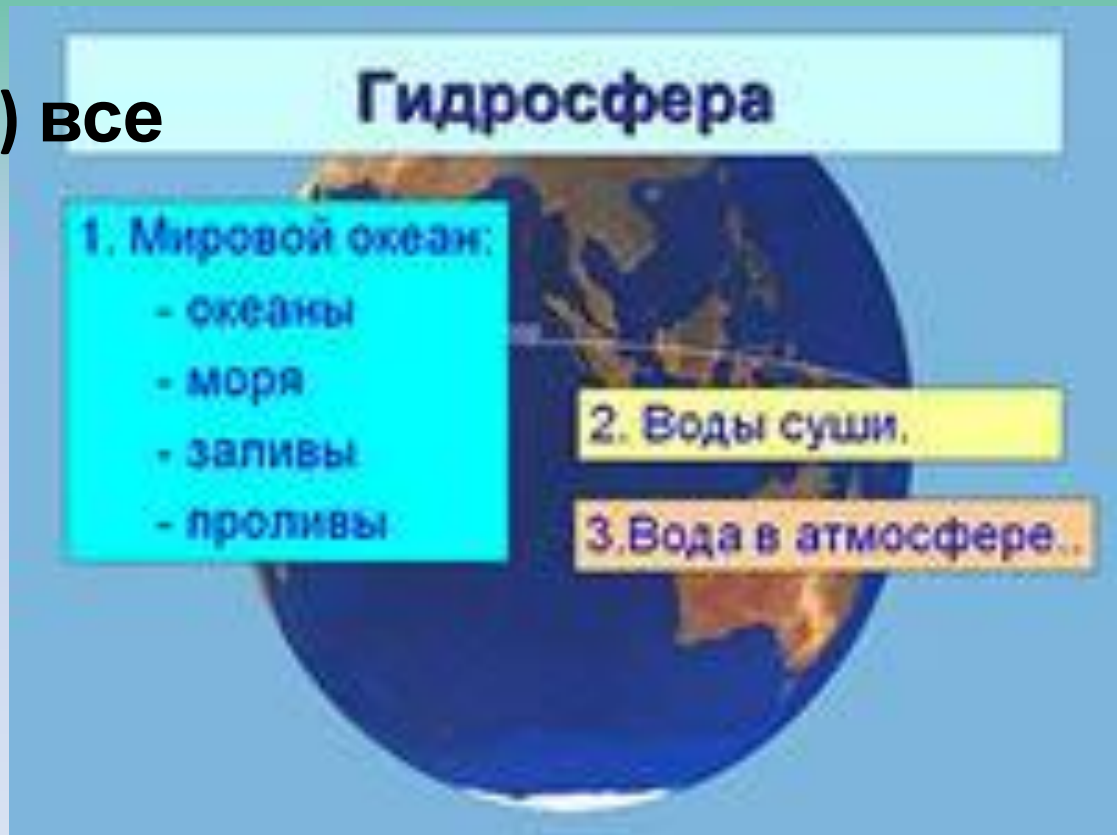 Гидросфера
) все
1. Мировой океан:
- океаны
- моря
- заливы
- проливы
2. Воды суши.
3.Вода в атмосфере..